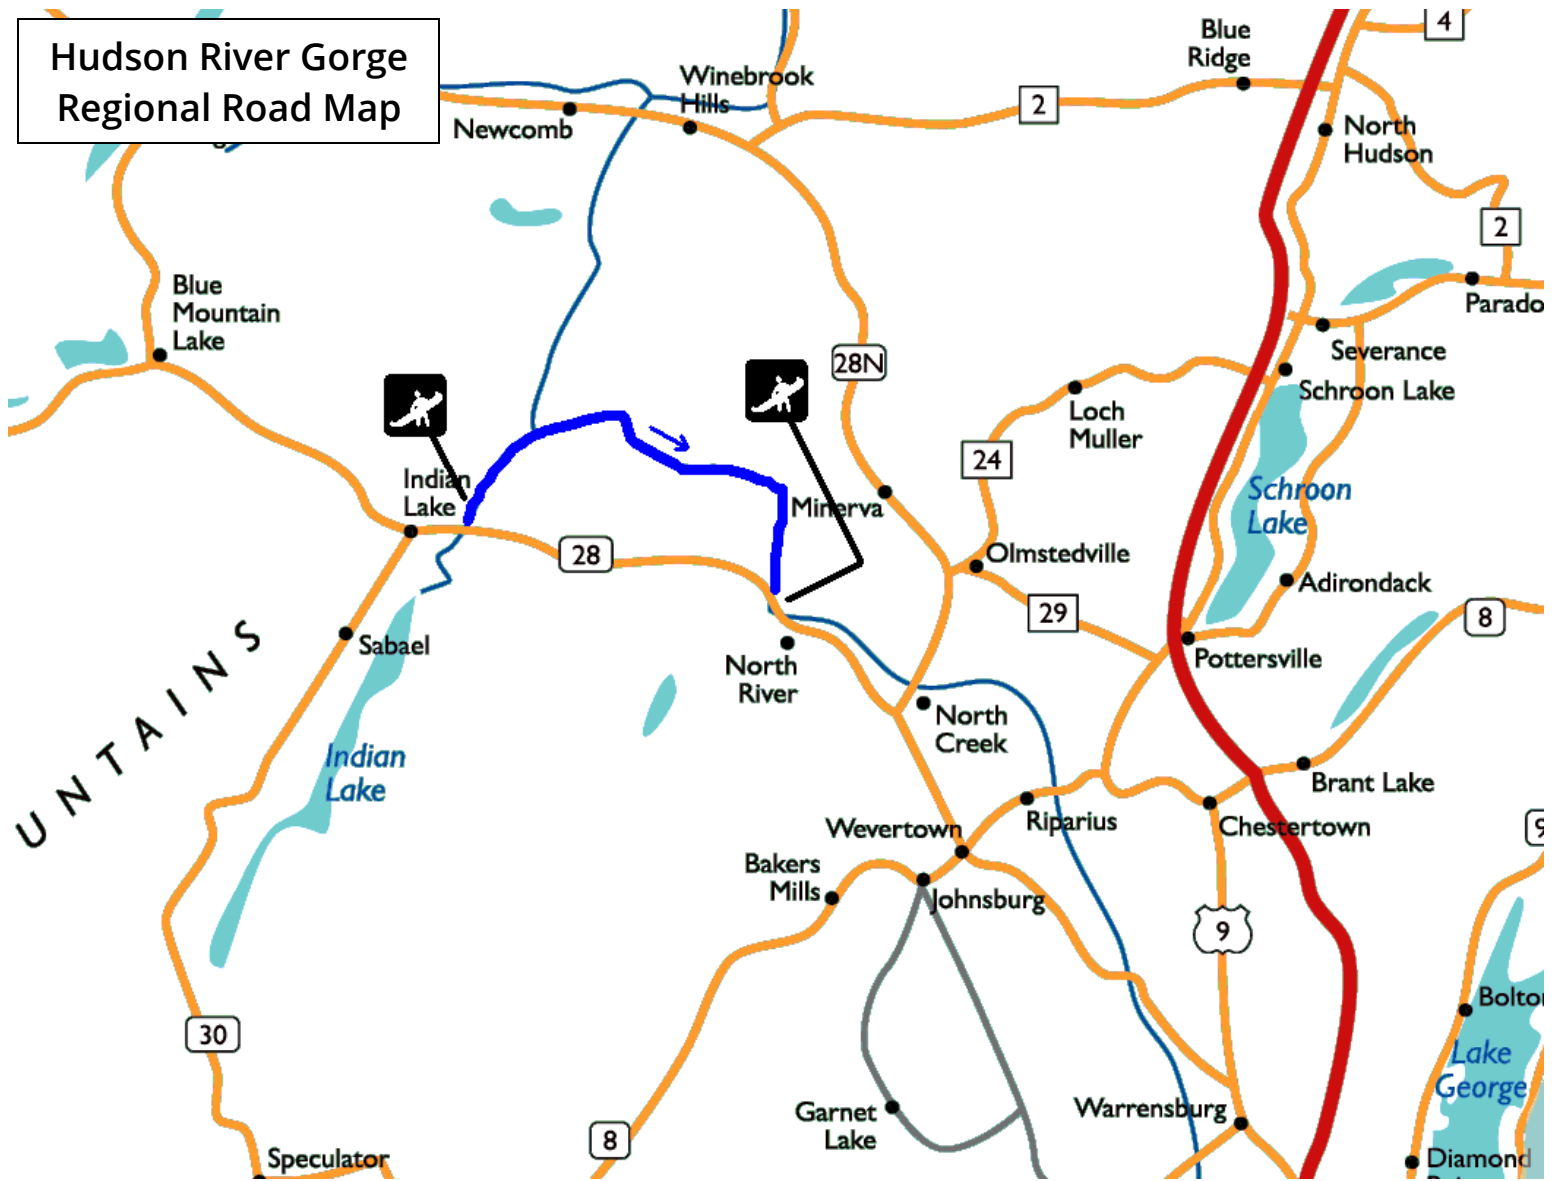 Hudson River Gorge
Regional Road Map
4
Blue
Ridge
Winebrook
Hills
2
Newcomb
North
Hudson
2
Blue
Mountain
Lake
Severance
28N
Schroon Lake
Loch
Muller
24
Indian
Lake
Schroon
Lake
Minerva
28
Olmstedville
Adirondack
29
8
Sabael
Pottersville
North
River
UNTAINS
North
Creek
Indian
Lake
Brant Lake
Riparius
Chestertown
Wevertown
Bakers
Mills
Johnsburg
9
9
30
Lake
George
Warrensburg
Garnet
Lake
8
Speculator
Diamond